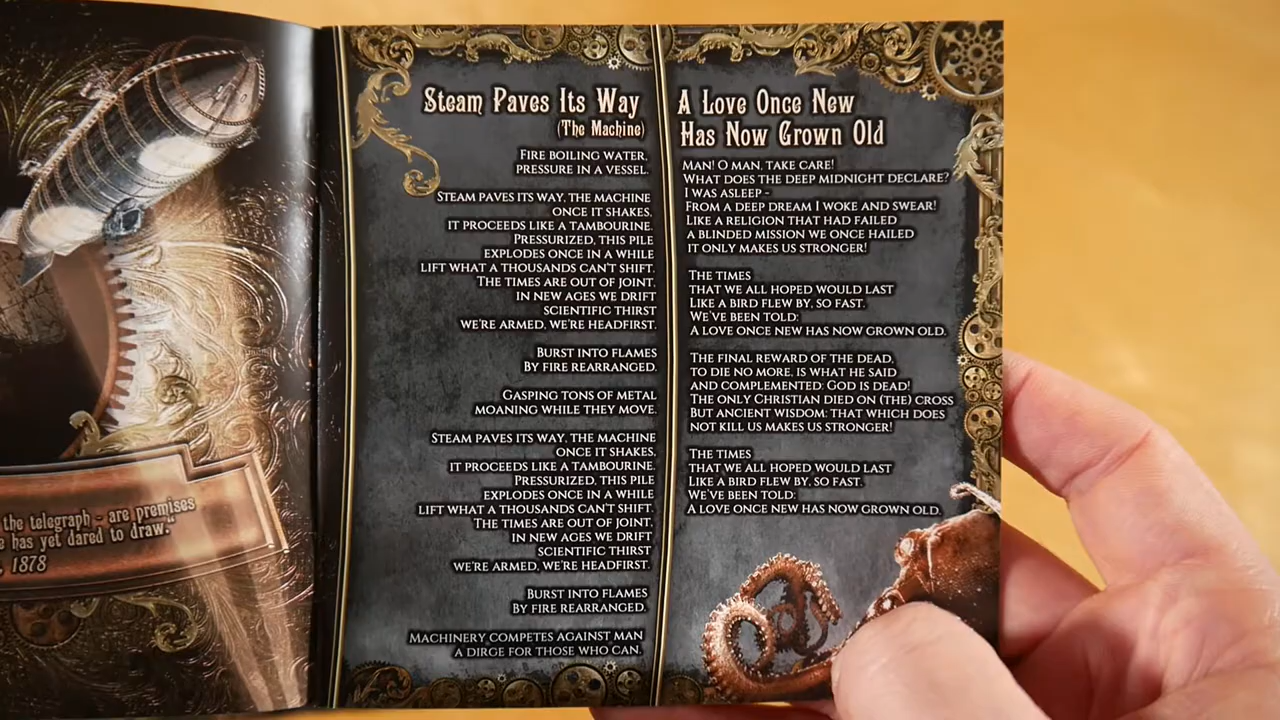 the telegraph - are premises
e has yet dared to draw."
, 1878
Steam Paves Its Way
(The Machine)
Fire boiling water,
pressure in a vessel.
Steam paves its way, the machine
once it shakes,
it proceeds like a tambourine.
Pressurized, this pile
explodes once in a while
lift what a thousands can't shift.
The times are out of joint,
in new ages we drift
scientific thirst
we're armed, we're headfirst.
Burst into flames
By fire rearranged.
Gasping tons of metal
moaning while they move.
Steam paves its way, the machine
once it shakes,
it proceeds like a tambourine.
Pressurized, this pile
explodes once in a while
lift what a thousands can't shift.
The times are out of joint,
in new ages we drift
scientific thirst
we're armed, we're headfirst.
Burst into flames
By fire rearranged.
Machinery competes against man
a dirge for those who can.
A Love Once New
Has Now Grown Old
Man! O man, take care!
What does the deep midnight declare?
I was asleep -
From a deep dream I woke and swear!
Like a religion that had failed
a blinded mission we once hailed
it only makes us stronger!
The times
that we all hoped would last
like a bird flew by, so fast.
We've been told:
A love once new has now grown old.
The final reward of the dead,
to die no more, is what he said
and complemented: God is dead!
The only Christian died on (the) cross
But ancient wisdom: that which does
not kill us makes us stronger!
The times
that we all hoped would last
like a bird flew by, so fast.
We've been told:
A love once new has now grown old.